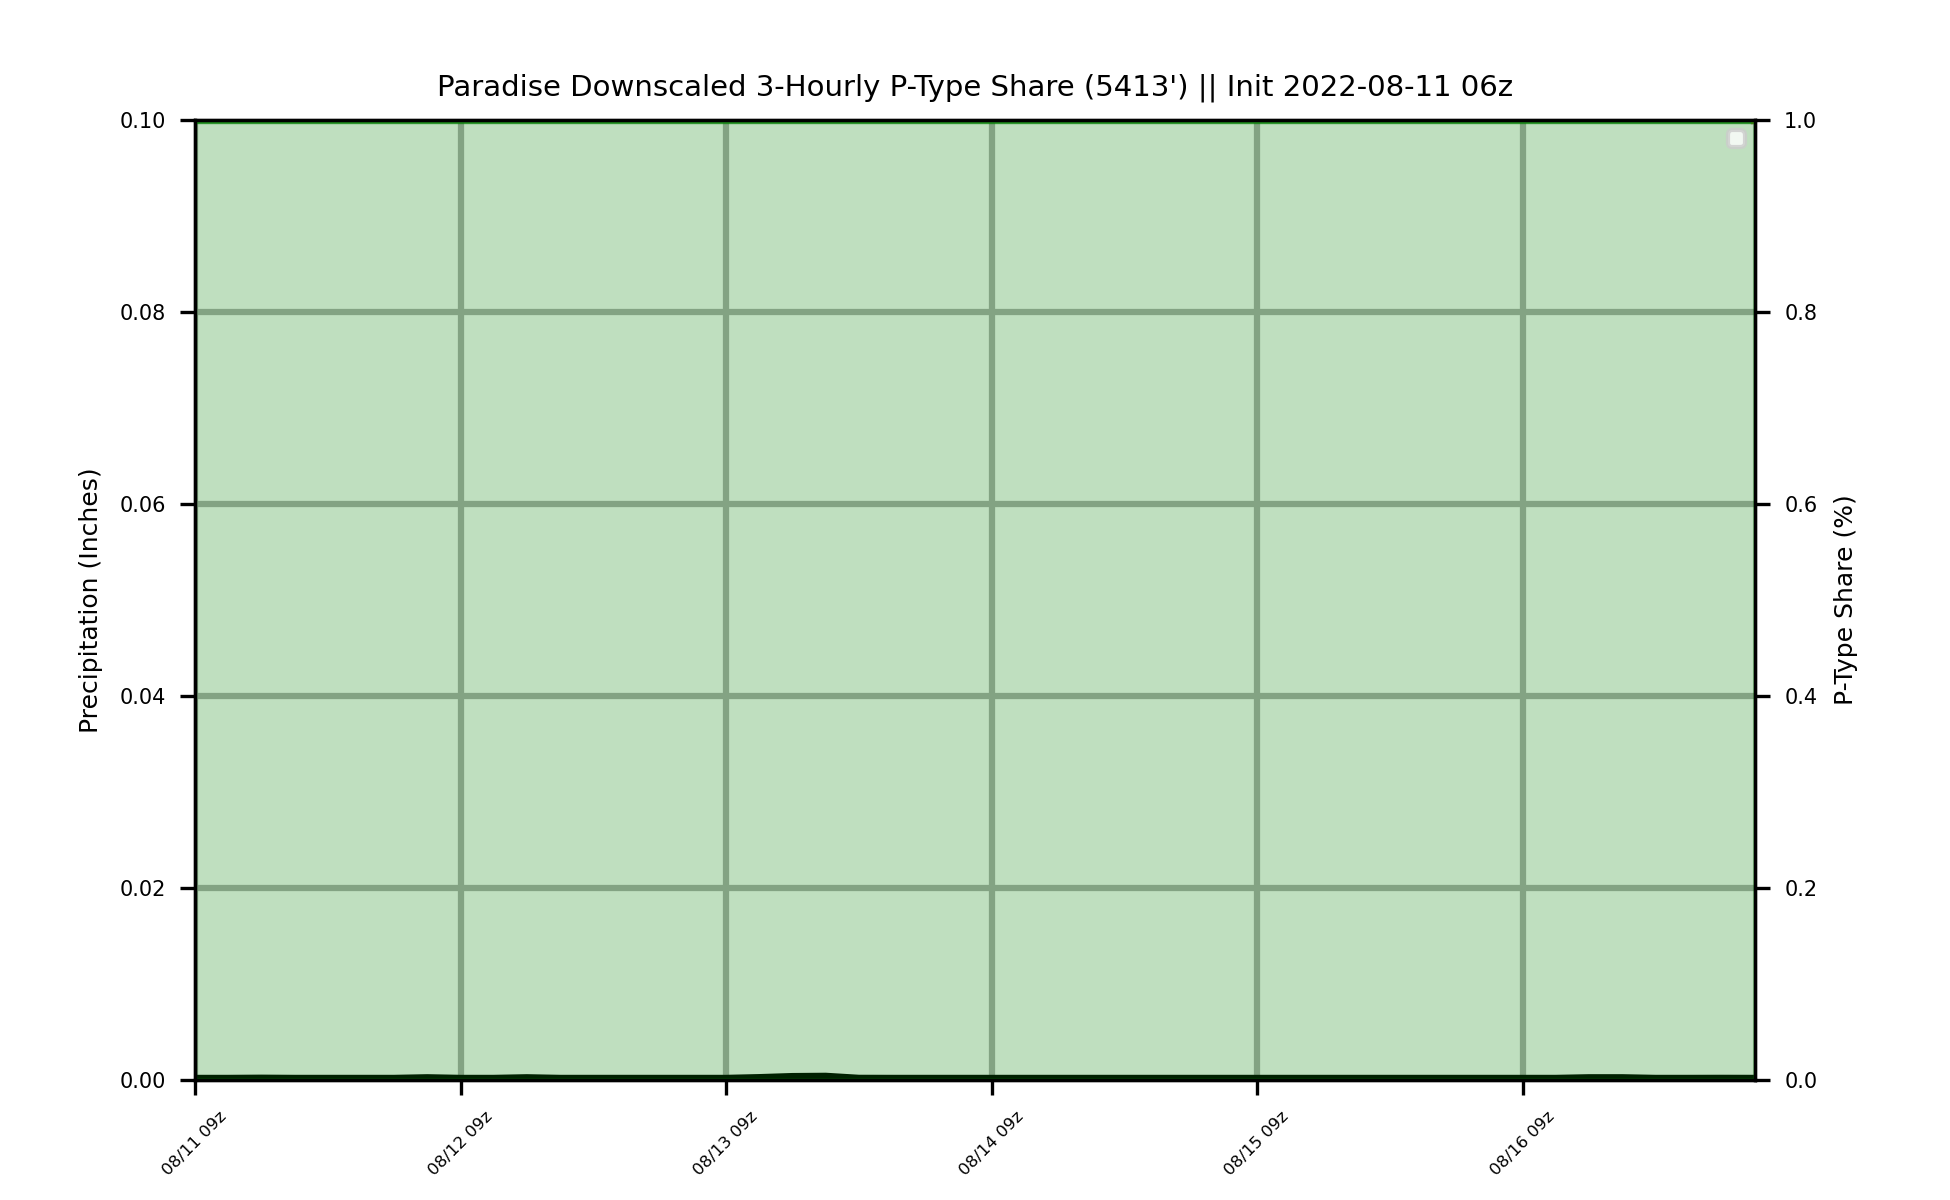 Paradise Downscaled 3-Hourly P-Type Share (5413') || Init 2022-08-11 06z
Precipitation (Inches)
0.10
0.08
0.06
0.04
0.02
0.00
1.0
0.8
0.6
0.4
0.2
0.0
P-Type Share (%)
08/11 09z
08/12 09z
08/13 09z
08/14 09z
08/15 09z
08/16 09z